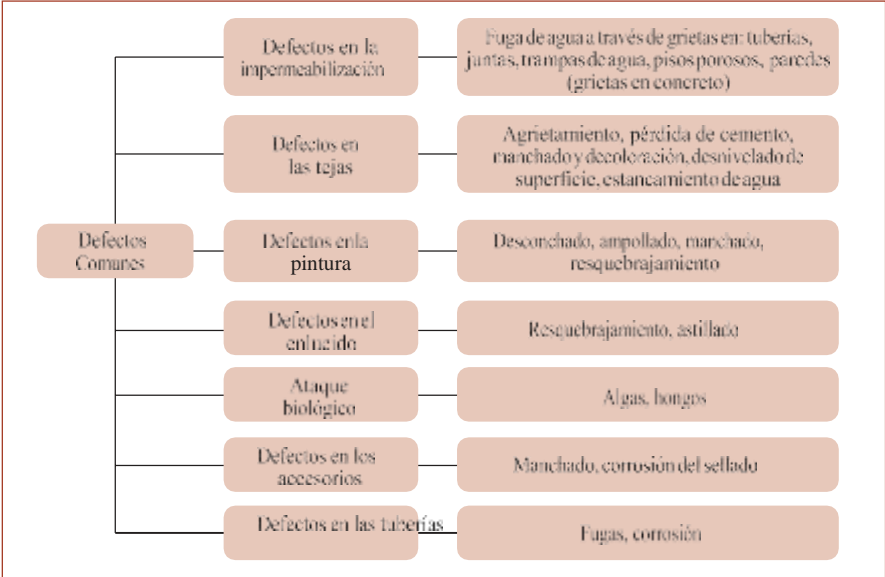 Defectos en la
impermeabilización
Fuga de agua a través de grietas en: tuberías,
juntas, trampas de agua, pisos porosos, paredes
(grietas en concreto)
Defectos en
las tejas
Agrietamiento, pérdida de cemento,
manchado y decoloración, desnivelado de
superficie, estancamiento de agua
Defectos
Comunes
Defectos en la
pintura
Desconchado, ampollado, manchado,
resquebrajamiento
Defectos en el
enlucido
Resquebrajamiento, astillado
Ataque
biológico
Algas, hongos
Defectos en los
accesorios
Manchado, corrosión del sellado
Defectos en las tuberías
Fugas, corrosión